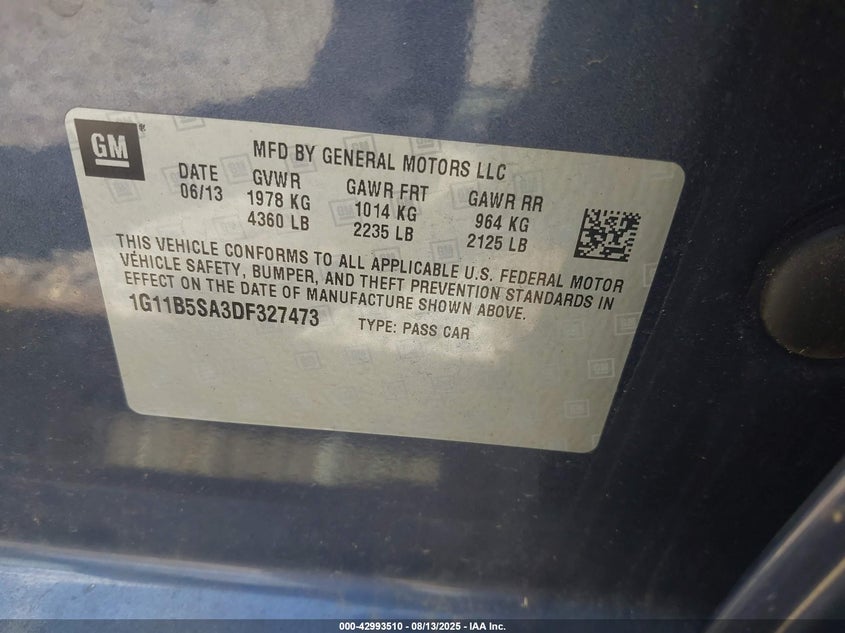 GM
MFD BY GENERAL MOTORS LLC
DATE GVWR GAWR FRT GAWR RR
06/13 1978 KG 1014 KG 964 KG
4360 LB 2235 LB 2125 LB
THIS VEHICLE CONFORMS TO ALL APPLICABLE U.S. FEDERAL MOTOR
VEHICLE SAFETY, BUMPER, AND THEFT PREVENTION STANDARDS IN
EFFECT ON THE DATE OF MANUFACTURE SHOWN ABOVE.
1G11B5SA3DF327473 TYPE: PASS CAR
000-42993510 - 08/13/2025 - IAA Inc.